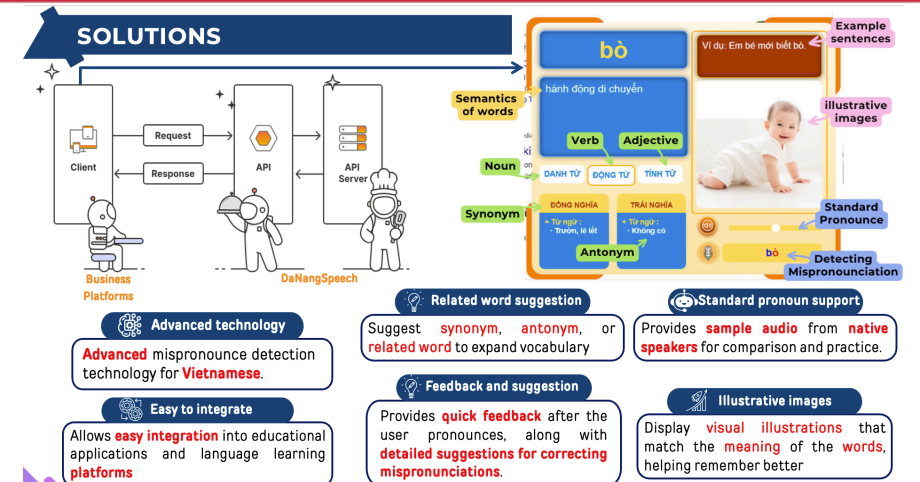 SOLUTIONS
Client
Request
Response
API
API
Server
Business
Platforms
DaNangSpeech
bò
hành động di chuyển
DANH TỪ
ĐỘNG TỪ
TÍNH TỪ
ĐỒNG NGHĨA
+ Từ ngữ :
- Trườn, lê lết
TRÁI NGHĨA
+ Từ ngữ :
- Không có
Ví dụ: Em bé mới biết bò.
bò
Semantics
of words
Noun
Verb
Adjective
Synonym
Antonym
Example
sentences
illustrative
images
Standard
Pronounce
Detecting
Mispronounciation
Advanced technology
Advanced mispronounce detection
technology for Vietnamese.
Easy to integrate
Allows easy integration into educational
applications and language learning
platforms
Related word suggestion
Suggest synonym, antonym, or
related word to expand vocabulary
Feedback and suggestion
Provides quick feedback after the
user pronounces, along with
detailed suggestions for correcting
mispronunciations.
Standard pronoun support
Provides sample audio from native
speakers for comparison and practice.
Illustrative images
Display visual illustrations that
match the meaning of the words,
helping remember better